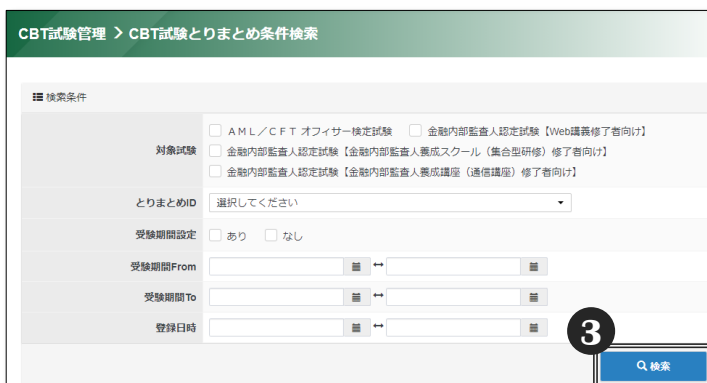 CBT試験管理 > CBT試験とりまとめ条件検索
検索条件
対象試験
AML/CFT オフィサー検定試験 金融内部監査人認定試験【Web講義修了者向け】
金融内部監査人認定試験【金融内部監査人養成スクール(集合型研修)修了者向け】
金融内部監査人認定試験【金融内部監査人養成講座(通信講座)修了者向け】
とりまとめID 選択してください
受験期間設定 あり なし
受験期間From ↔
受験期間To ↔
登録日時 ↔
3
検索